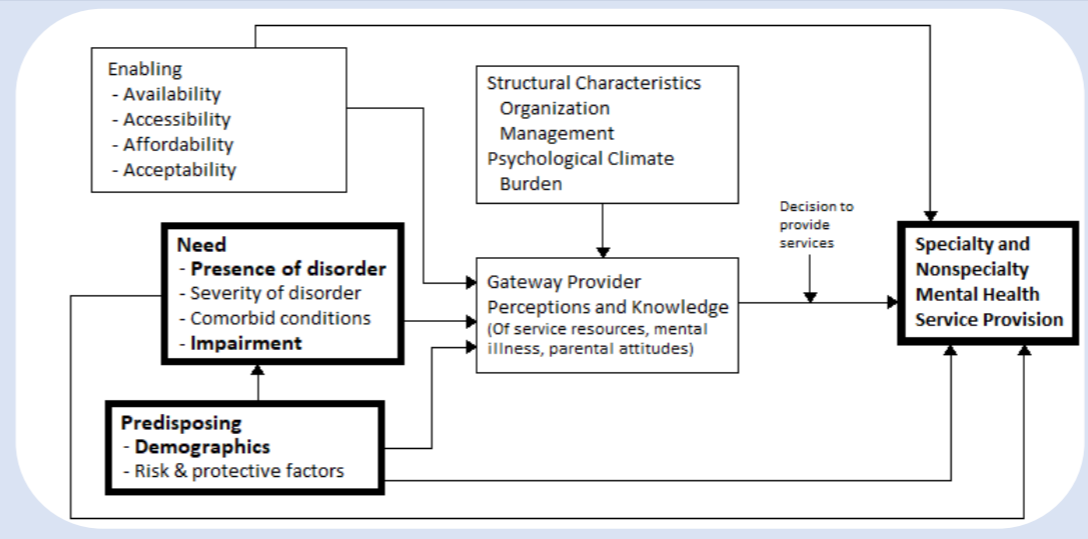 Enabling
- Availability
- Accessibility
- Affordability
- Acceptability
Structural Characteristics
Organization
Management
Psychological Climate
Burden
Need
- Presence of disorder
- Severity of disorder
- Comorbid conditions
- Impairment
Predisposing
- Demographics
- Risk & protective factors
Gateway Provider
Perceptions and Knowledge
(Of service resources, mental
illness, parental attitudes)
Decision to
provide
services
Specialty and
Nonspecialty
Mental Health
Service Provision